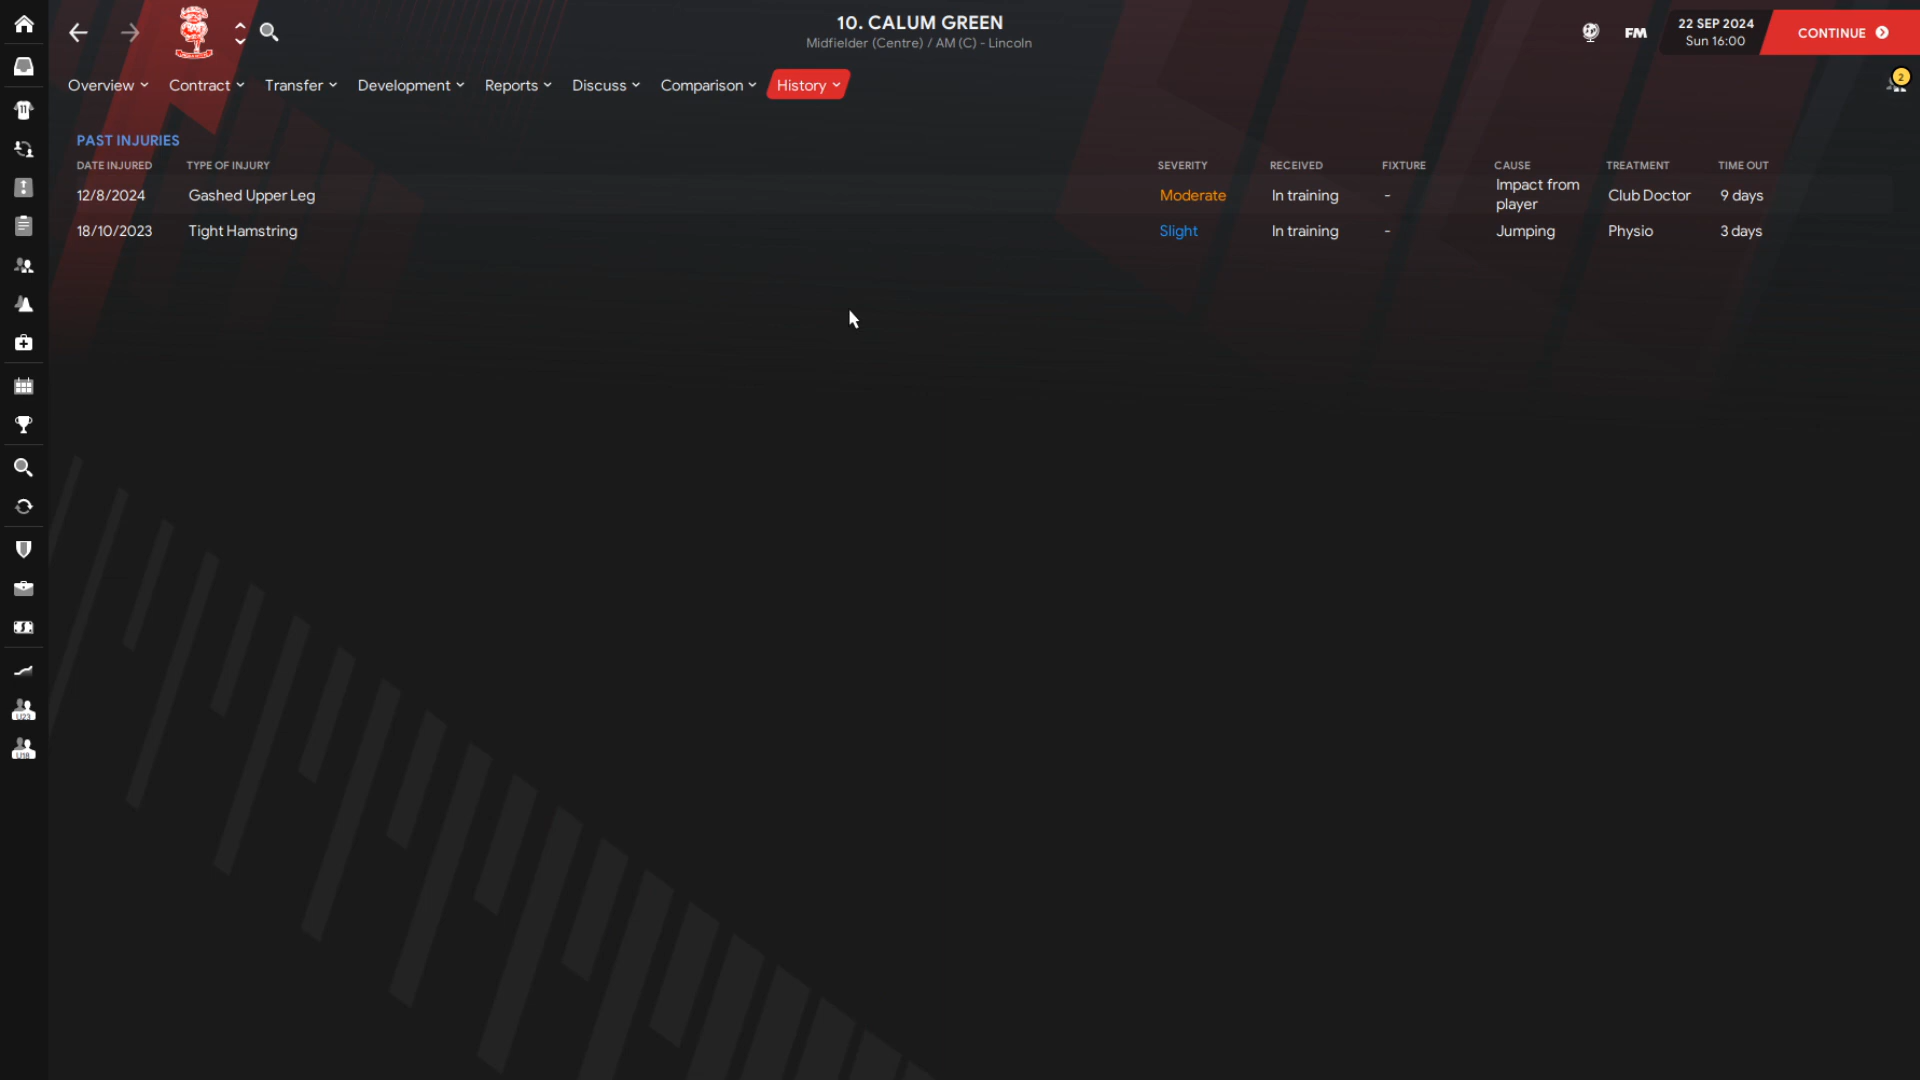 10. CALUM GREEN
Midfielder (Centre) / AM (C) - Lincoln
FM
22 SEP 2024
Sun 16:00
CONTINUE
Overview Contract Transfer Development Reports Discuss Comparison History
2
11
PAST INJURIES
DATE INJURED TYPE OF INJURY SEVERITY RECEIVED FIXTURE CAUSE TREATMENT TIME OUT
12/8/2024 Gashed Upper Leg Moderate In training - Impact from player Club Doctor 9 days
18/10/2023 Tight Hamstring Slight In training - Jumping Physio 3 days
U23
U18